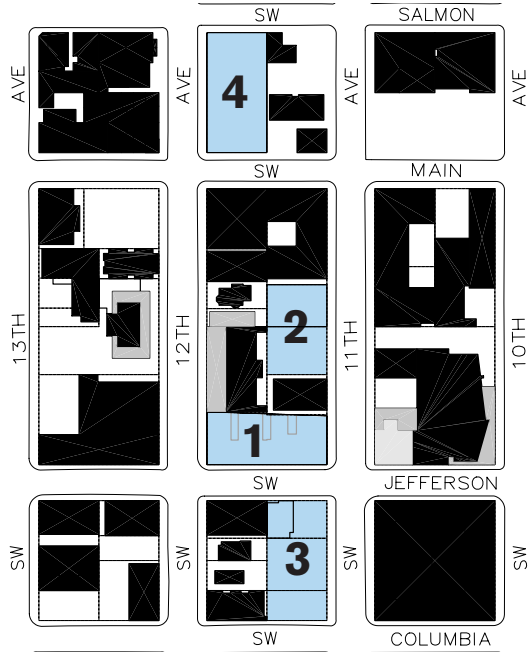 SW SALMON
AVE AVE AVE AVE
4
SW MAIN
13TH 12TH 11TH 10TH
2
1
SW JEFFERSON
SW SW SW SW
3
SW COLUMBIA